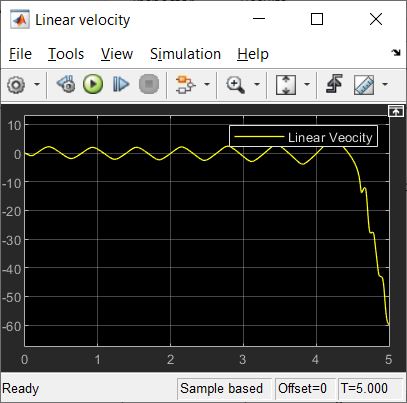 Linear velocity
File Tools View Simulation Help
Linear Veocity
10
0
-10
-20
-30
-40
-50
-60
0 1 2 3 4 5
Ready Sample based Offset=0 T=5.000